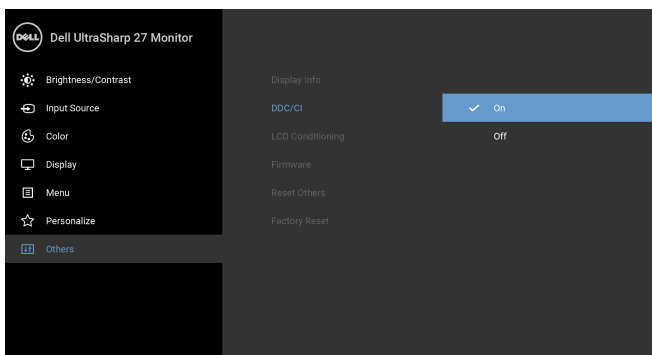 DELL
Dell UltraSharp 27 Monitor
Brightness/Contrast
Input Source
Color
Display
Menu
Personalize
Others
Display Info
DDC/CI
LCD Conditioning
Firmware
Reset Others
Factory Reset
On
Off